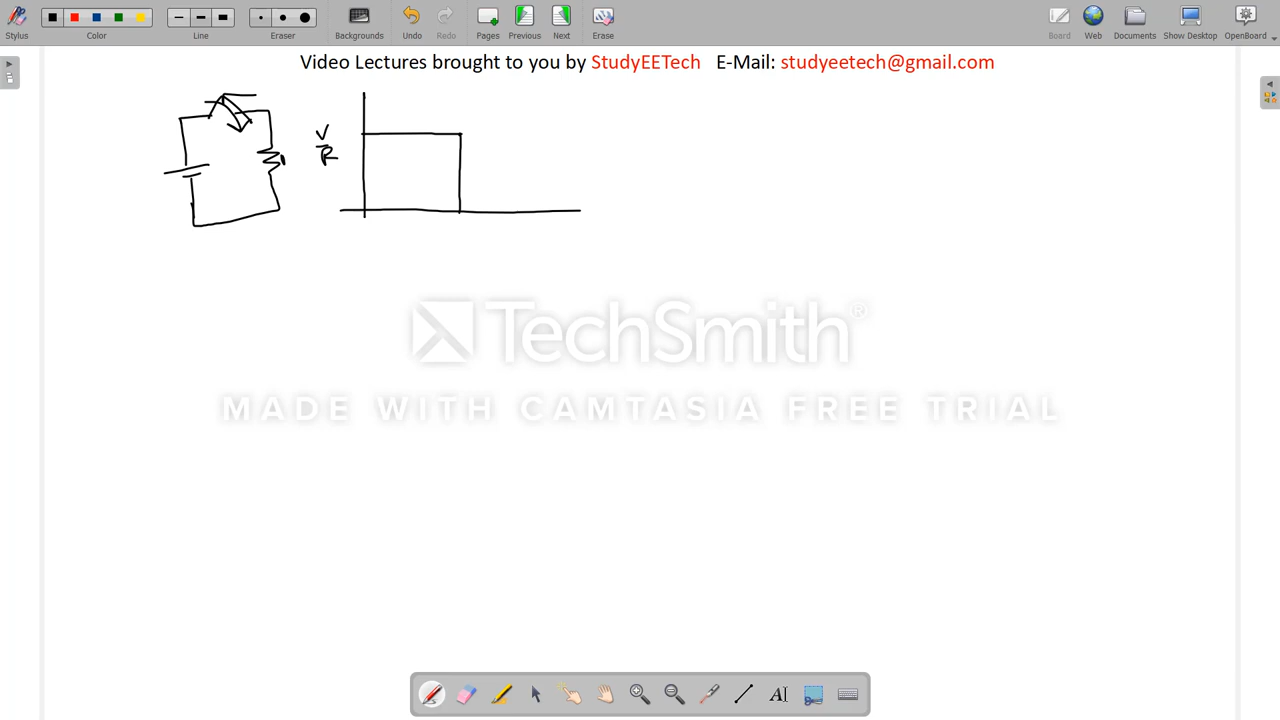 Stylus
Color
Line
Eraser
Backgrounds
Undo
Redo
Pages
Previous
Next
Erase
Board
Web
Documents
Show Desktop
OpenBoard
Video Lectures brought to you by StudyEETech E-Mail: studyeetech@gmail.com
V
R
TechSmith®
MADE WITH CAMTASIA FREE TRIAL
AI